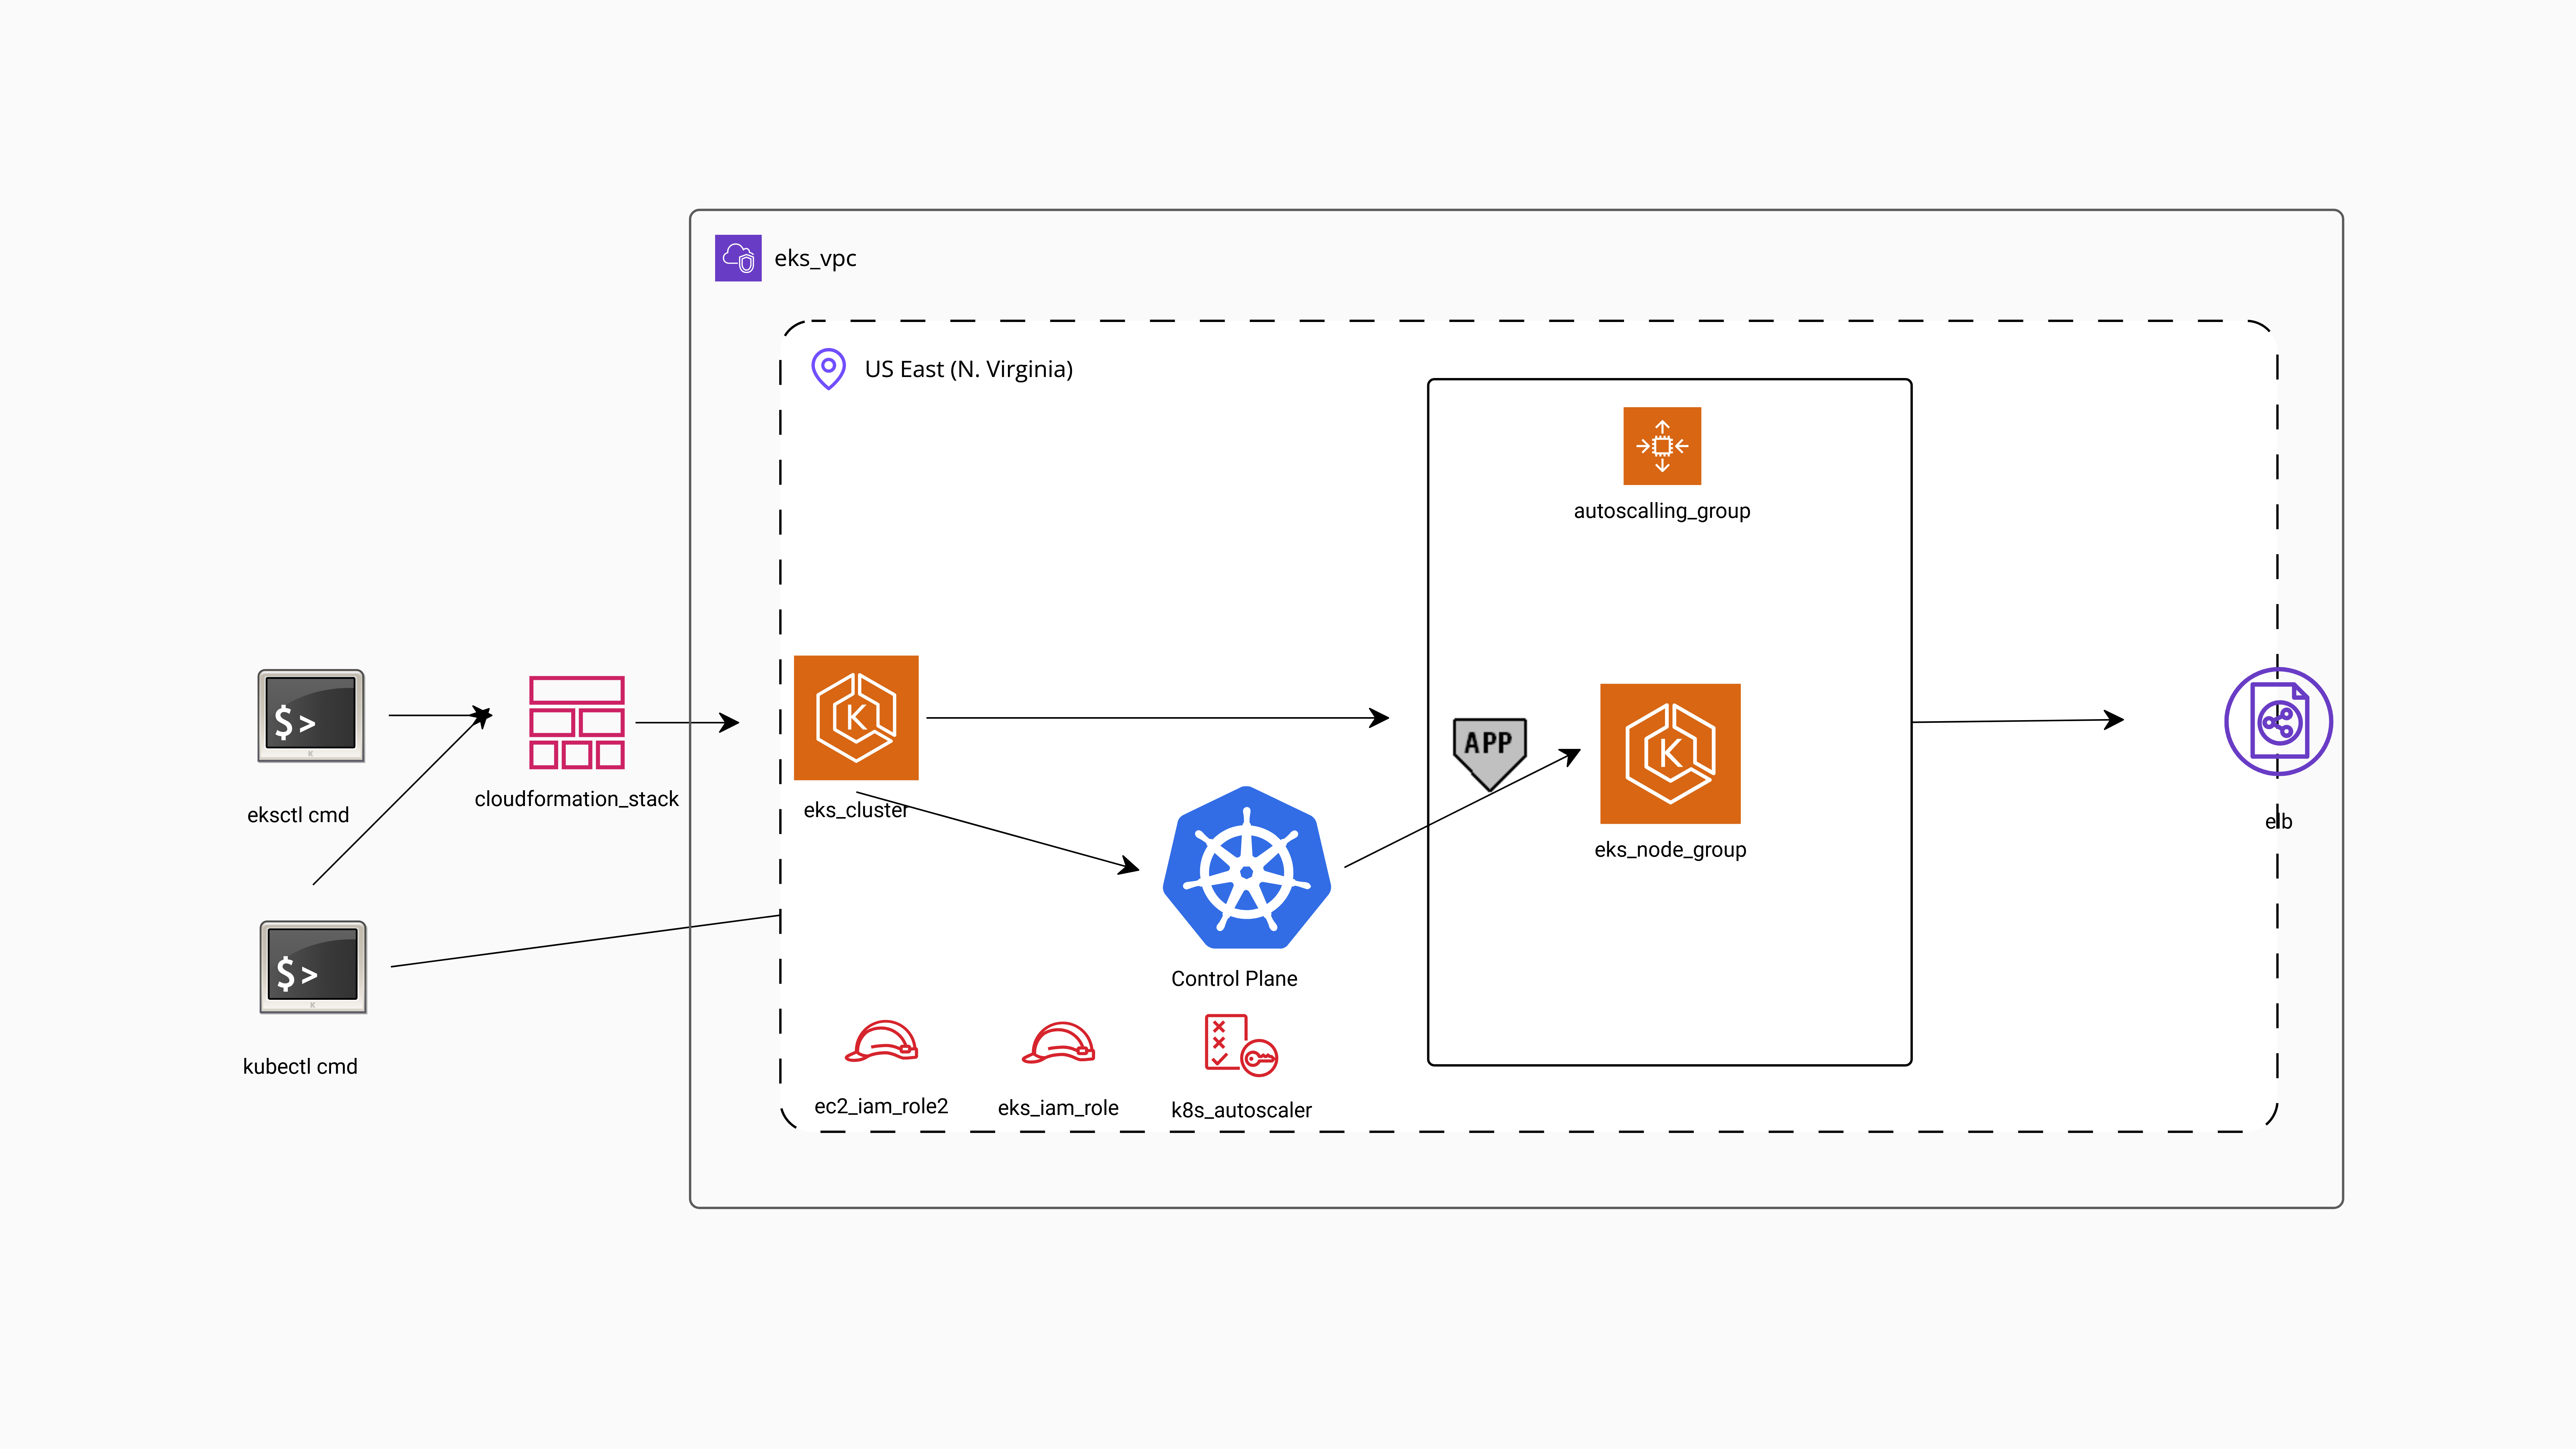 eks_vpc
US East (N. Virginia)
autoscalling_group
$ >
eksctl cmd
cloudformation_stack
K
eks_cluster
APP
K
eks_node_group
elb
$ >
kubectl cmd
Control Plane
ec2_iam_role2
eks_iam_role
k8s_autoscaler